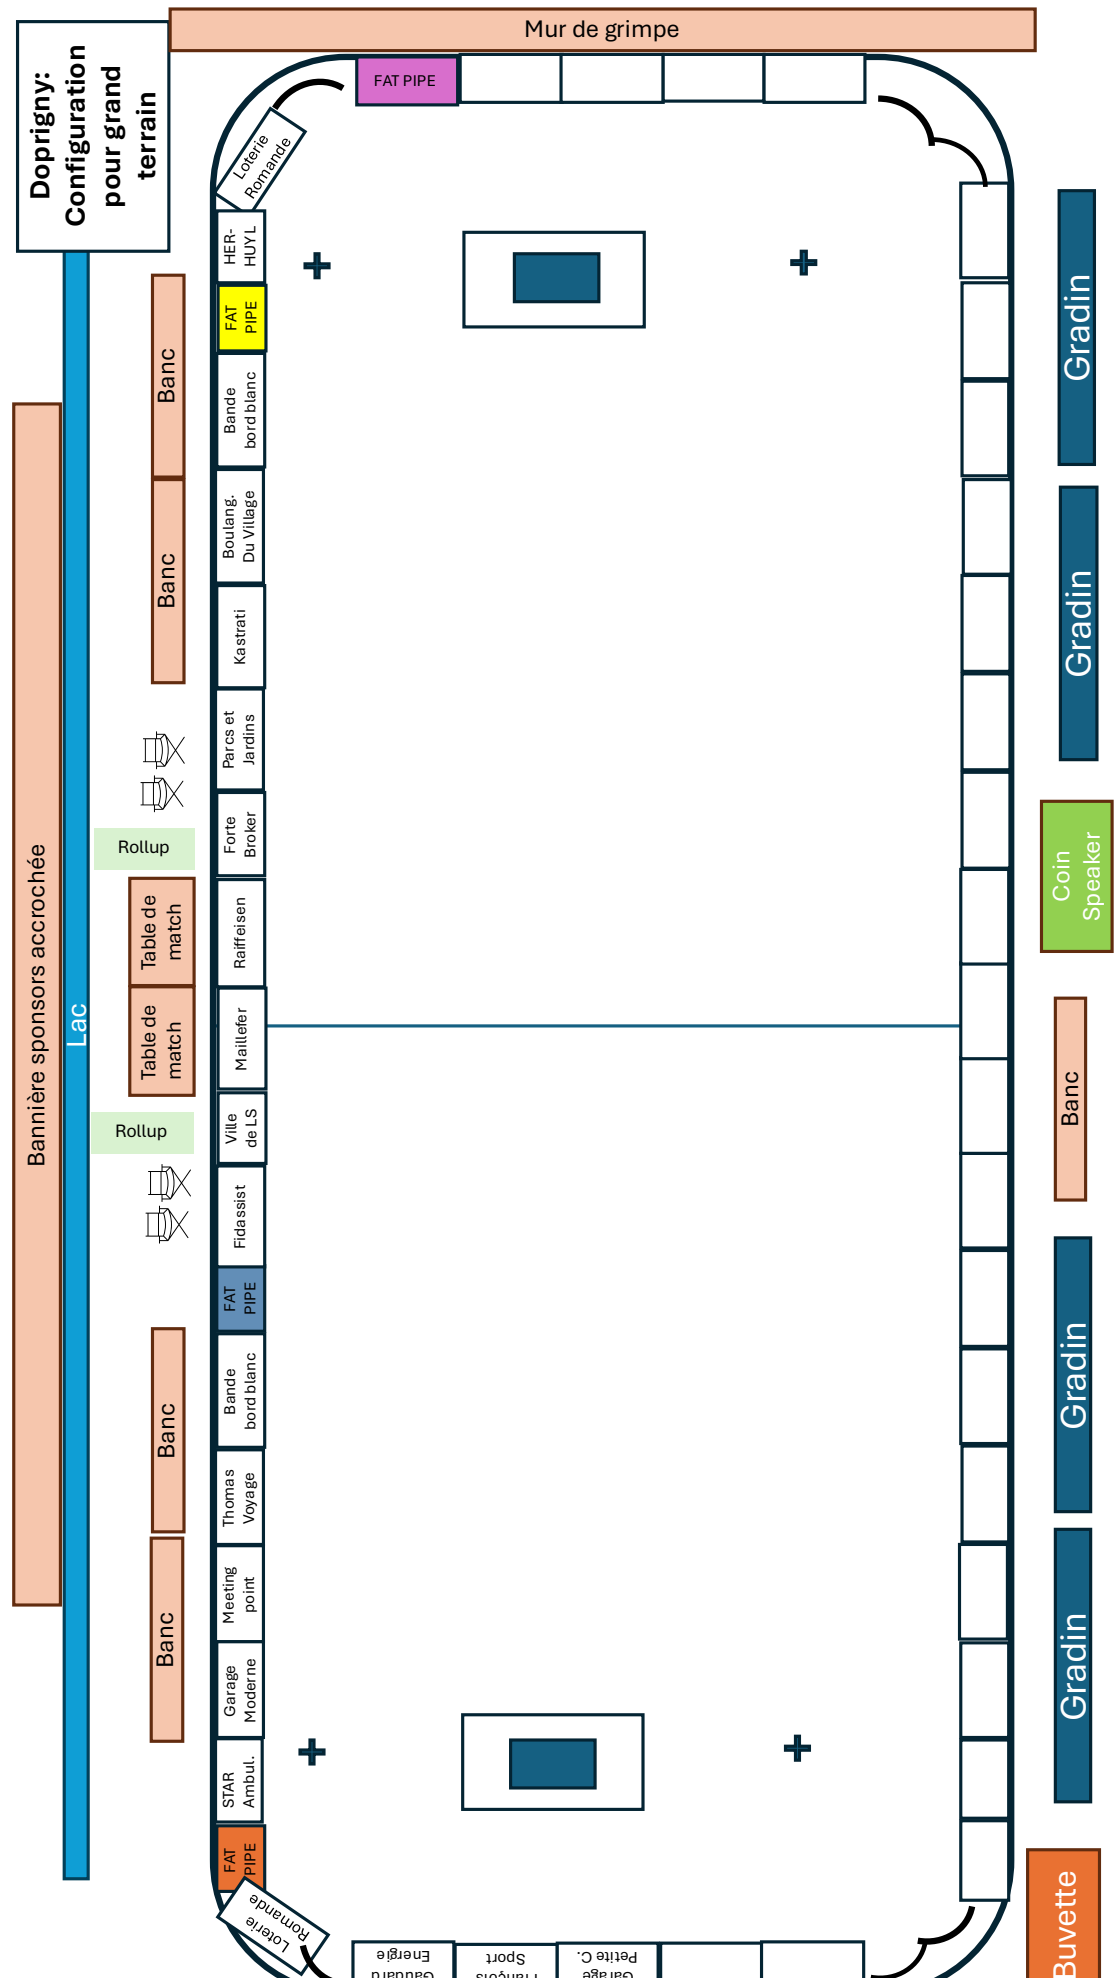 Mur de grimpe
Doprigny:
Configuration
pour grand
terrain
FAT PIPE
Loterie
Romande
HER-
HUYL
FAT
PIPE
Bande
bord blanc
Boulang.
Du Village
Kastrati
Parcs et
Jardins
Forte
Broker
Raiffeisen
Maillefer
Ville
de LS
Fidassist
FAT
PIPE
Bande
bord blanc
Thomas
Voyage
Meeting
point
Garage
Moderne
STAR
Ambul.
FAT
PIPE
Loterie
Romande
Gaudard
Energie
François
Sport
Garage
Petite C.
Banc
Banc
Rollup
Table de
match
Table de
match
Rollup
Banc
Banc
Lac
Bannière sponsors accrochée
Gradin
Gradin
Coin
Speaker
Banc
Gradin
Gradin
Buvette